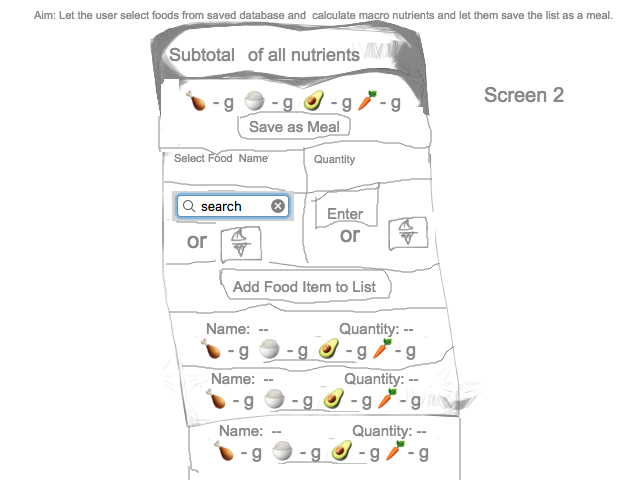 Aim: Let the user select foods from saved database and calculate macro nutrients and let them save the list as a meal.
Subtotal of all nutrients
Screen 2
- g - g - g - g
Save as Meal
Select Food Name Quantity
search
Enter
or or
Add Food Item to List
Name: -- Quantity: --
- g - g - g - g
Name: -- Quantity: --
- g - g - g - g
Name: -- Quantity: --
- g - g - g - g